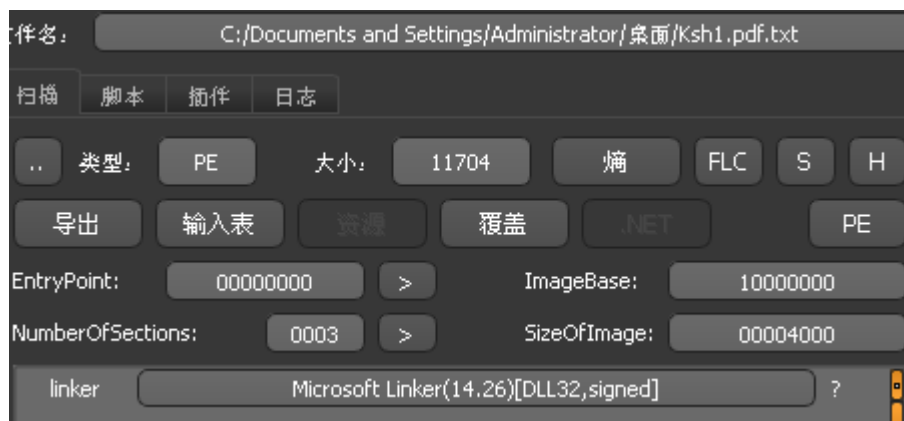 件名: C:/Documents and Settings/Administrator/桌面/Ksh1.pdf.txt
扫描 脚本 插件 日志
.. 类型: PE 大小: 11704 熵 FLC S H
导出 输入表 资源 覆盖 .NET PE
EntryPoint: 00000000 > ImageBase: 10000000
NumberOfSections: 0003 > SizeOfImage: 00004000
linker Microsoft Linker(14.26)[DLL32,signed] ?